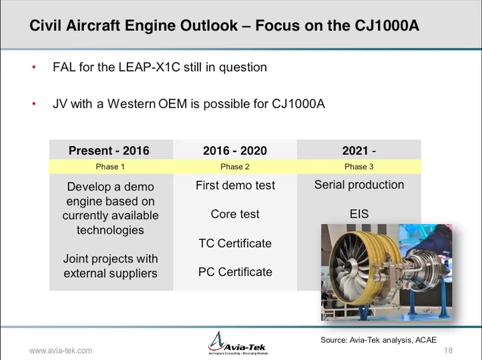 Civil Aircraft Engine Outlook – Focus on the CJ1000A
• FAL for the LEAP-X1C still in question
• JV with a Western OEM is possible for CJ1000A
Present - 2016
2016 - 2020
2021 -
Phase 1
Phase 2
Phase 3
Develop a demo
engine based on
currently available
technologies
Joint projects with
external suppliers
First demo test
Core test
TC Certificate
PC Certificate
Serial production
EIS
Source: Avia-Tek analysis, ACAE
www.avia-tek.com
Avia-Tek
18